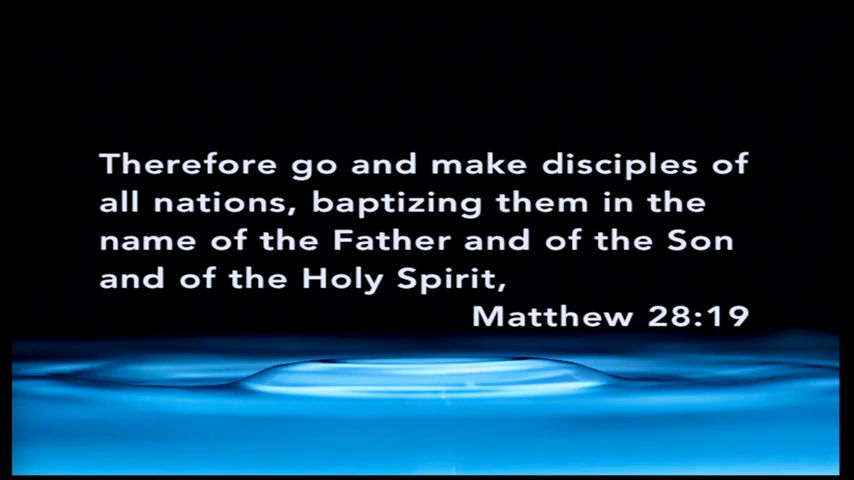 Therefore go and make disciples of
all nations, baptizing them in the
name of the Father and of the Son
and of the Holy Spirit,
Matthew 28:19